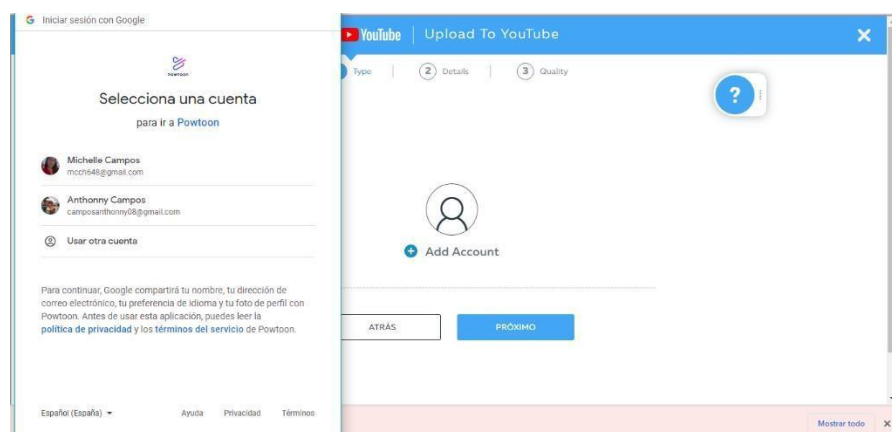 Iniciar sesión con Google
POWTOON
Selecciona una cuenta
para ir a Powtoon
Michelle Campos
mcch648@gmail.com
Anthonny Campos
camposanthonny08@gmail.com
Usar otra cuenta
Para continuar, Google compartirá tu nombre, tu dirección de
correo electrónico, tu preferencia de idioma y tu foto de perfil con
Powtoon. Antes de usar esta aplicación, puedes leer la
política de privacidad y los términos del servicio de Powtoon.
Español (España)
Ayuda Privacidad Términos
YouTube Upload To YouTube
Type 2 Details 3 Quality
?
Add Account
ATRÁS PRÓXIMO
Mostrar todo